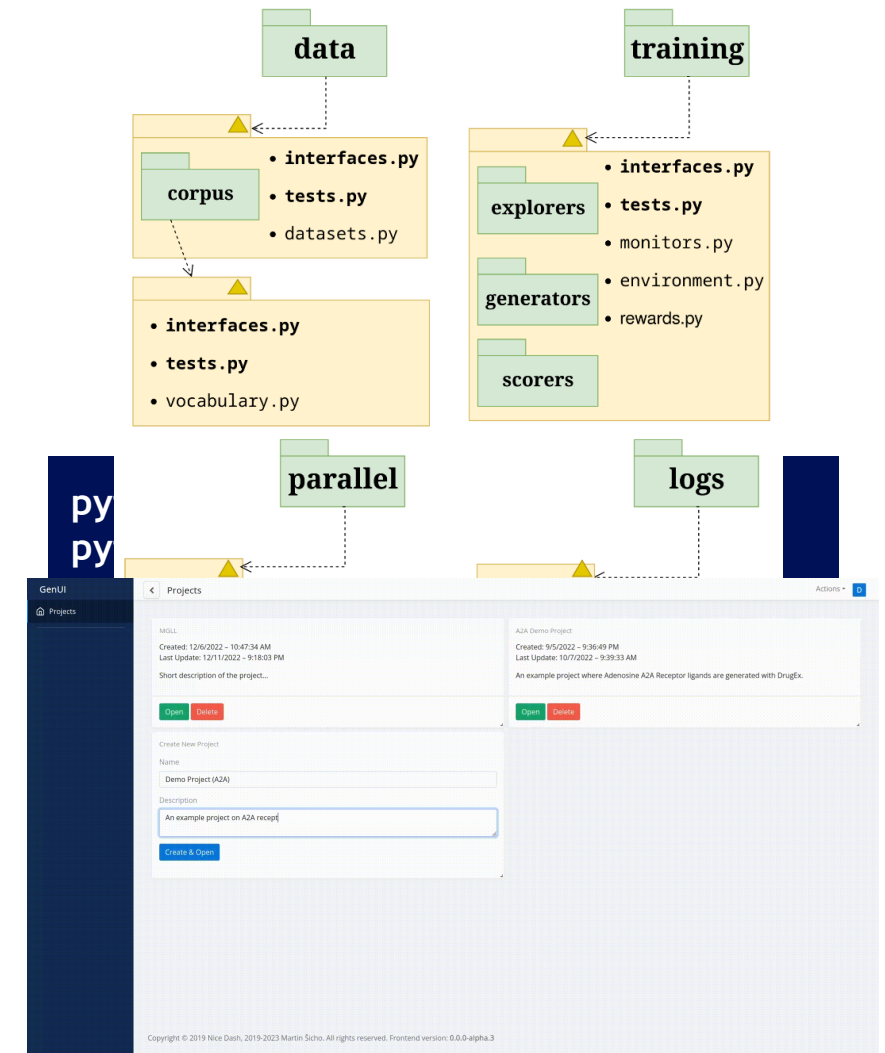 data
training
corpus
• interfaces.py
• tests.py
• datasets.py
explorers
generators
scorers
• interfaces.py
• tests.py
• monitors.py
• environment.py
• rewards.py
• interfaces.py
• tests.py
• vocabulary.py
parallel
logs
py
py
GenUI
Projects
Actions
D
Projects
MGLL
Created: 12/6/2022 – 10:47:34 AM
Last Update: 12/11/2022 – 9:18:03 PM
Short description of the project...
Open Delete
A2A Demo Project
Created: 9/5/2022 – 9:36:49 PM
Last Update: 10/7/2022 – 9:39:33 AM
An example project where Adenosine A2A Receptor ligands are generated with DrugEx.
Open Delete
Create New Project
Name
Demo Project (A2A)
Description
An example project on A2A recept
Create & Open
Copyright © 2019 Nice Dash, 2019-2023 Martin Šícho. All rights reserved. Frontend version: 0.0.0-alpha.3